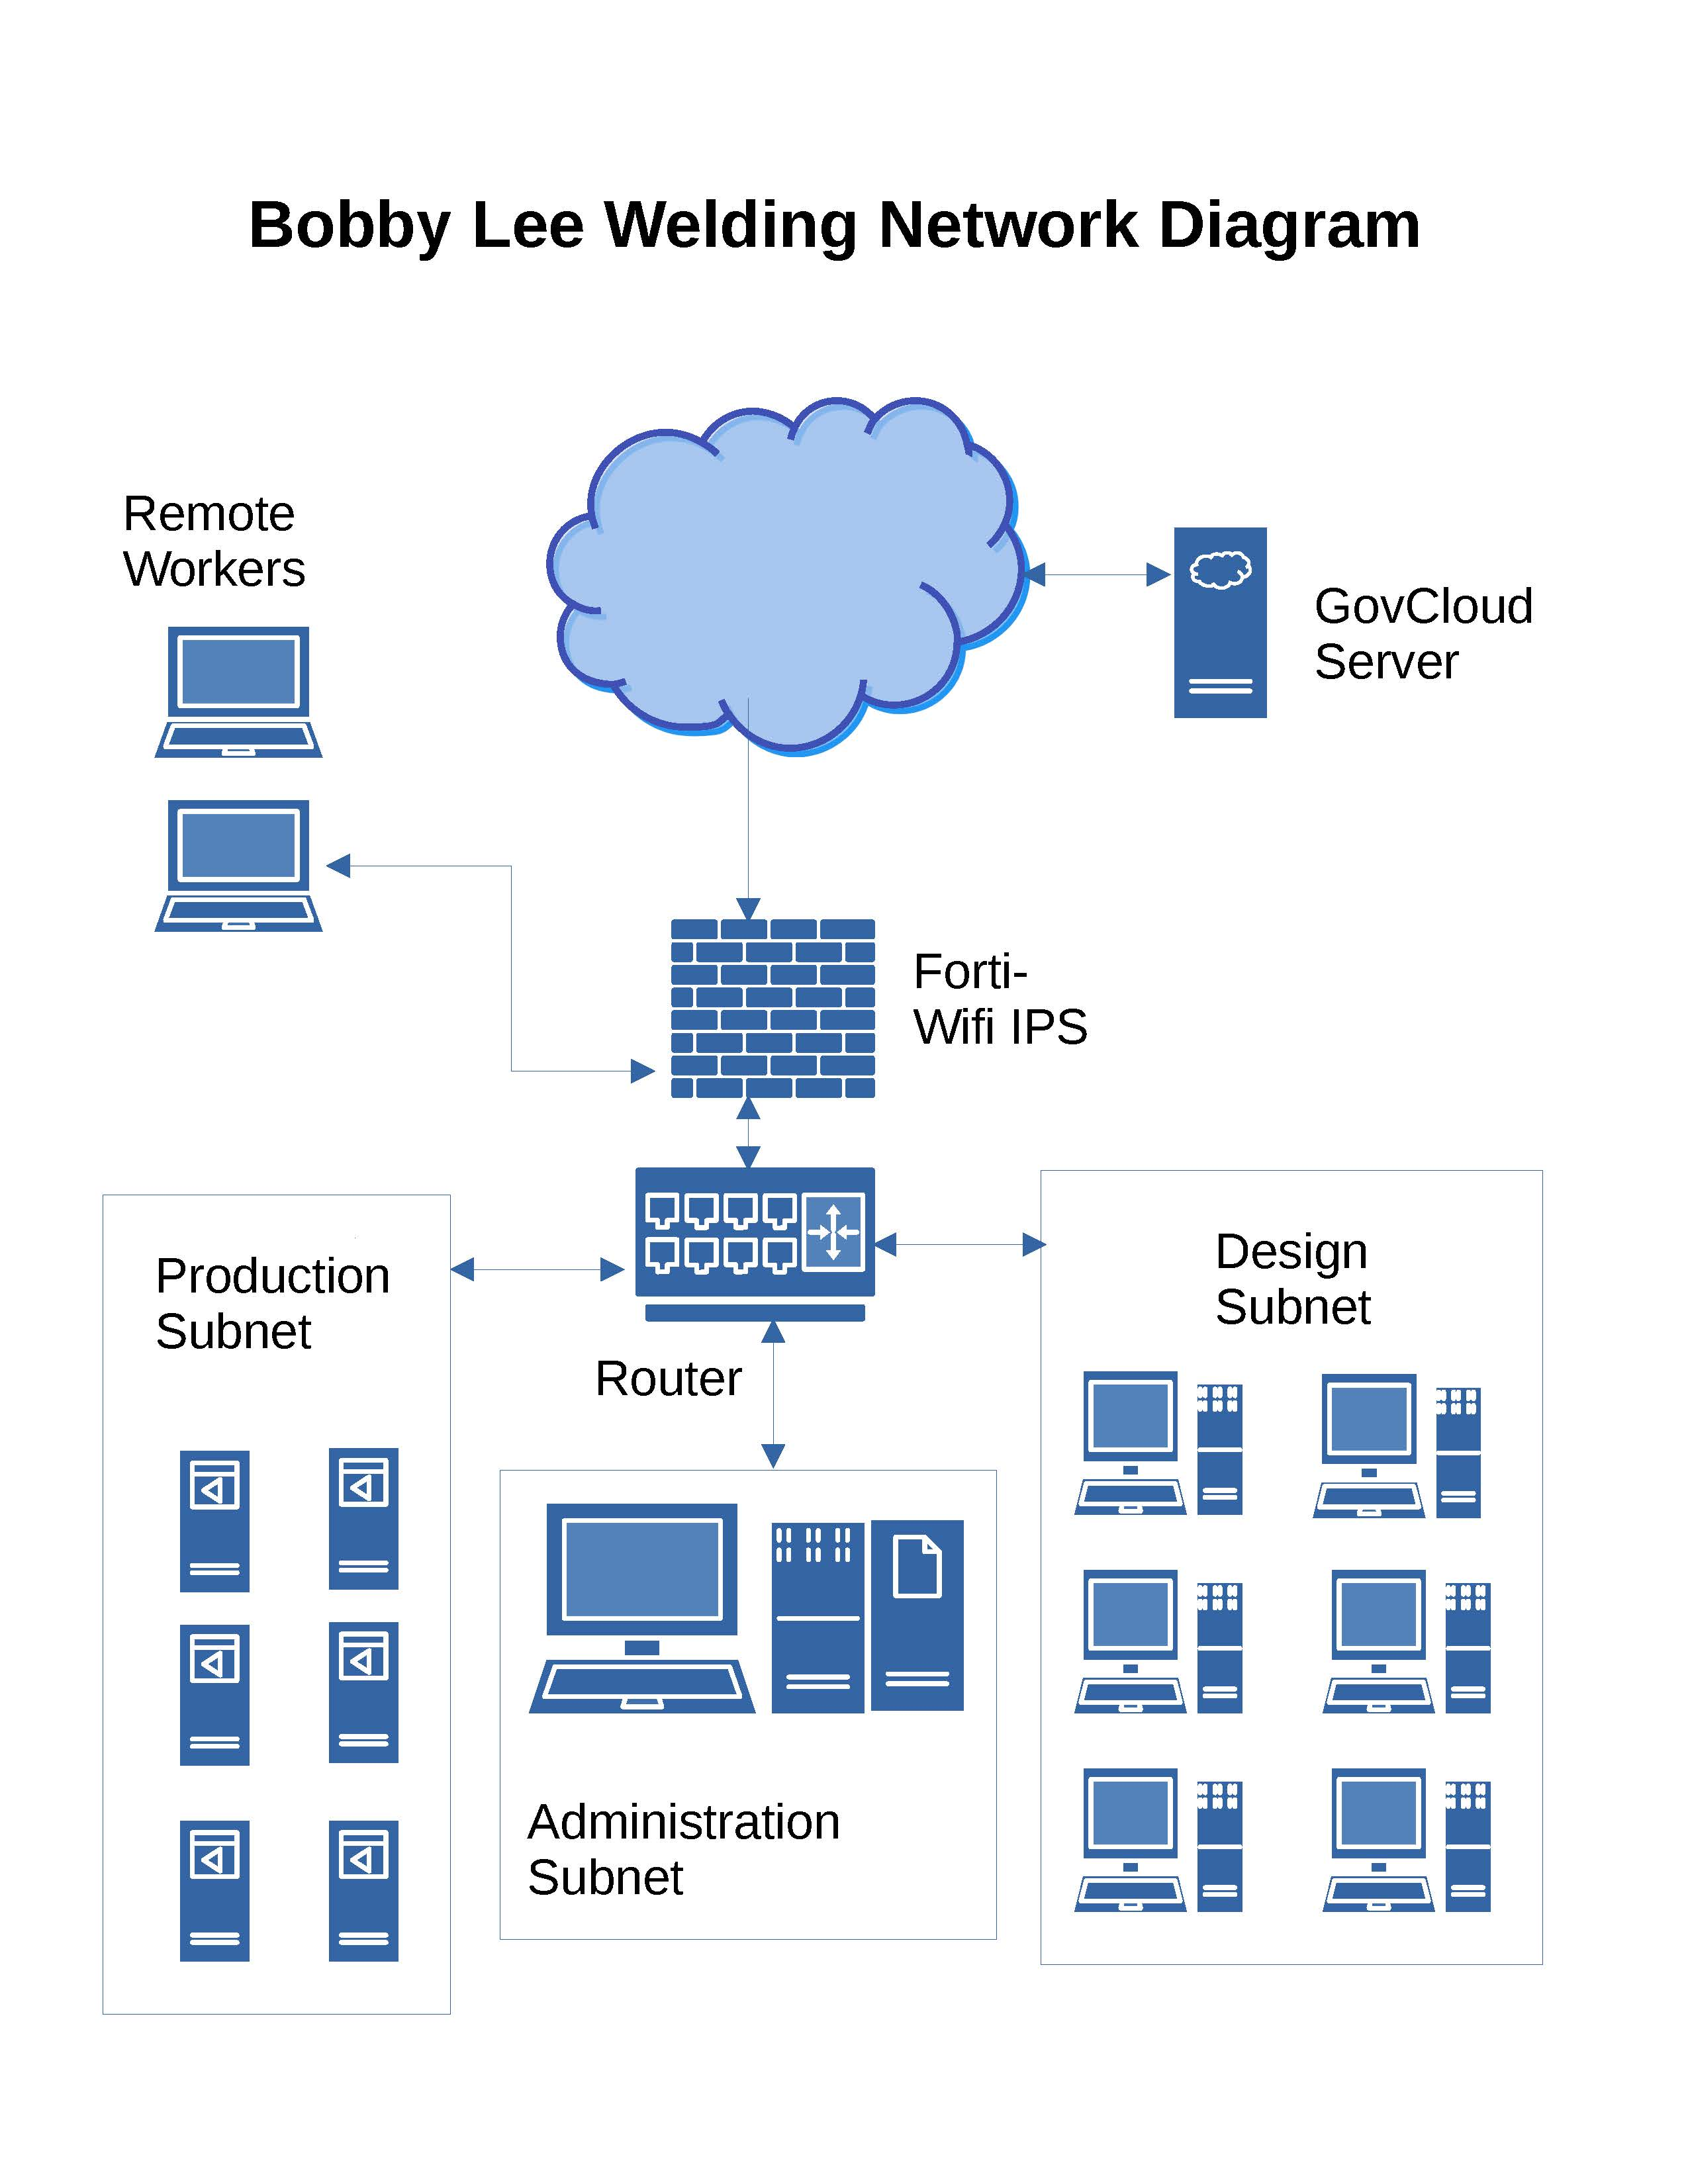 Bobby Lee Welding Network Diagram
Remote
Workers
GovCloud
Server
Forti-
Wifi IPS
Production
Subnet
Design
Subnet
Router
Administration
Subnet